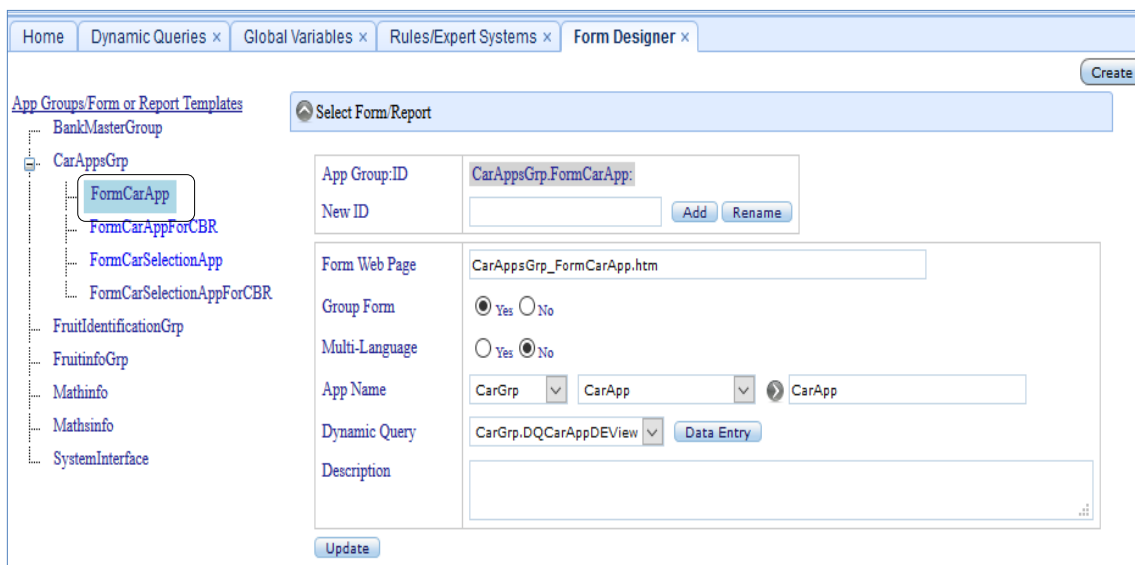 Home Dynamic Queries × Global Variables × Rules/Expert Systems × Form Designer ×
Create
App Groups/Form or Report Templates
BankMasterGroup
CarAppsGrp
FormCarApp
FormCarAppForCBR
FormCarSelectionApp
FormCarSelectionAppForCBR
FruitIdentificationGrp
FruitinfoGrp
Mathinfo
Mathsinfo
SystemInterface
Select Form/Report
App Group:ID CarAppsGrp.FormCarApp:
New ID Add Rename
Form Web Page CarAppsGrp_FormCarApp.htm
Group Form Yes No
Multi-Language Yes No
App Name CarGrp CarApp CarApp
Dynamic Query CarGrp.DQCarAppDEView Data Entry
Description
Update